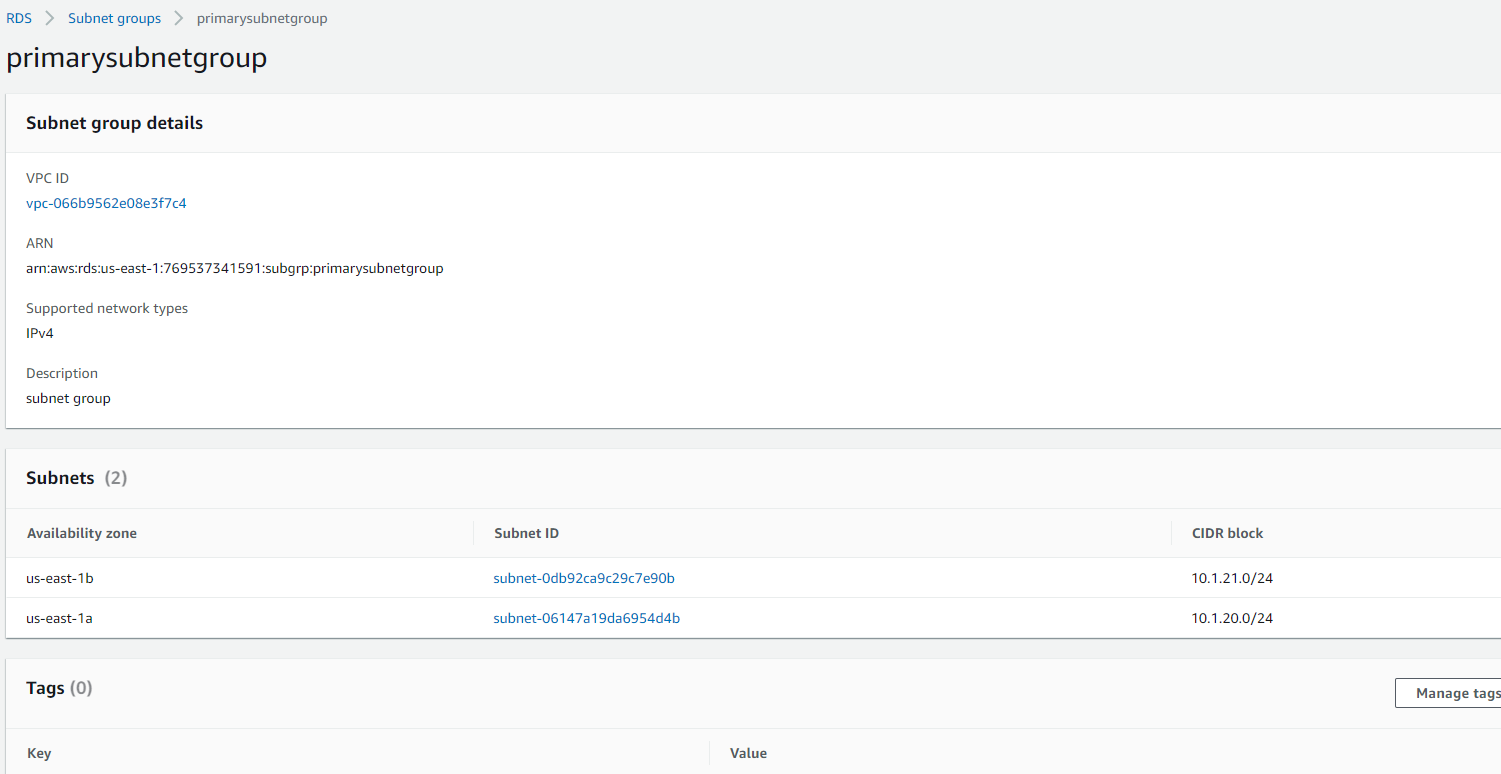 RDS > Subnet groups > primarysubnetgroup
primarysubnetgroup
Subnet group details
VPC ID
vpc-066b9562e08e3f7c4
ARN
arn:aws:rds:us-east-1:769537341591:subgrp:primarysubnetgroup
Supported network types
IPv4
Description
subnet group
Subnets (2)
Availability zone Subnet ID CIDR block
us-east-1b subnet-0db92ca9c29c7e90b 10.1.21.0/24
us-east-1a subnet-06147a19da6954d4b 10.1.20.0/24
Tags (0) Manage tags
Key Value